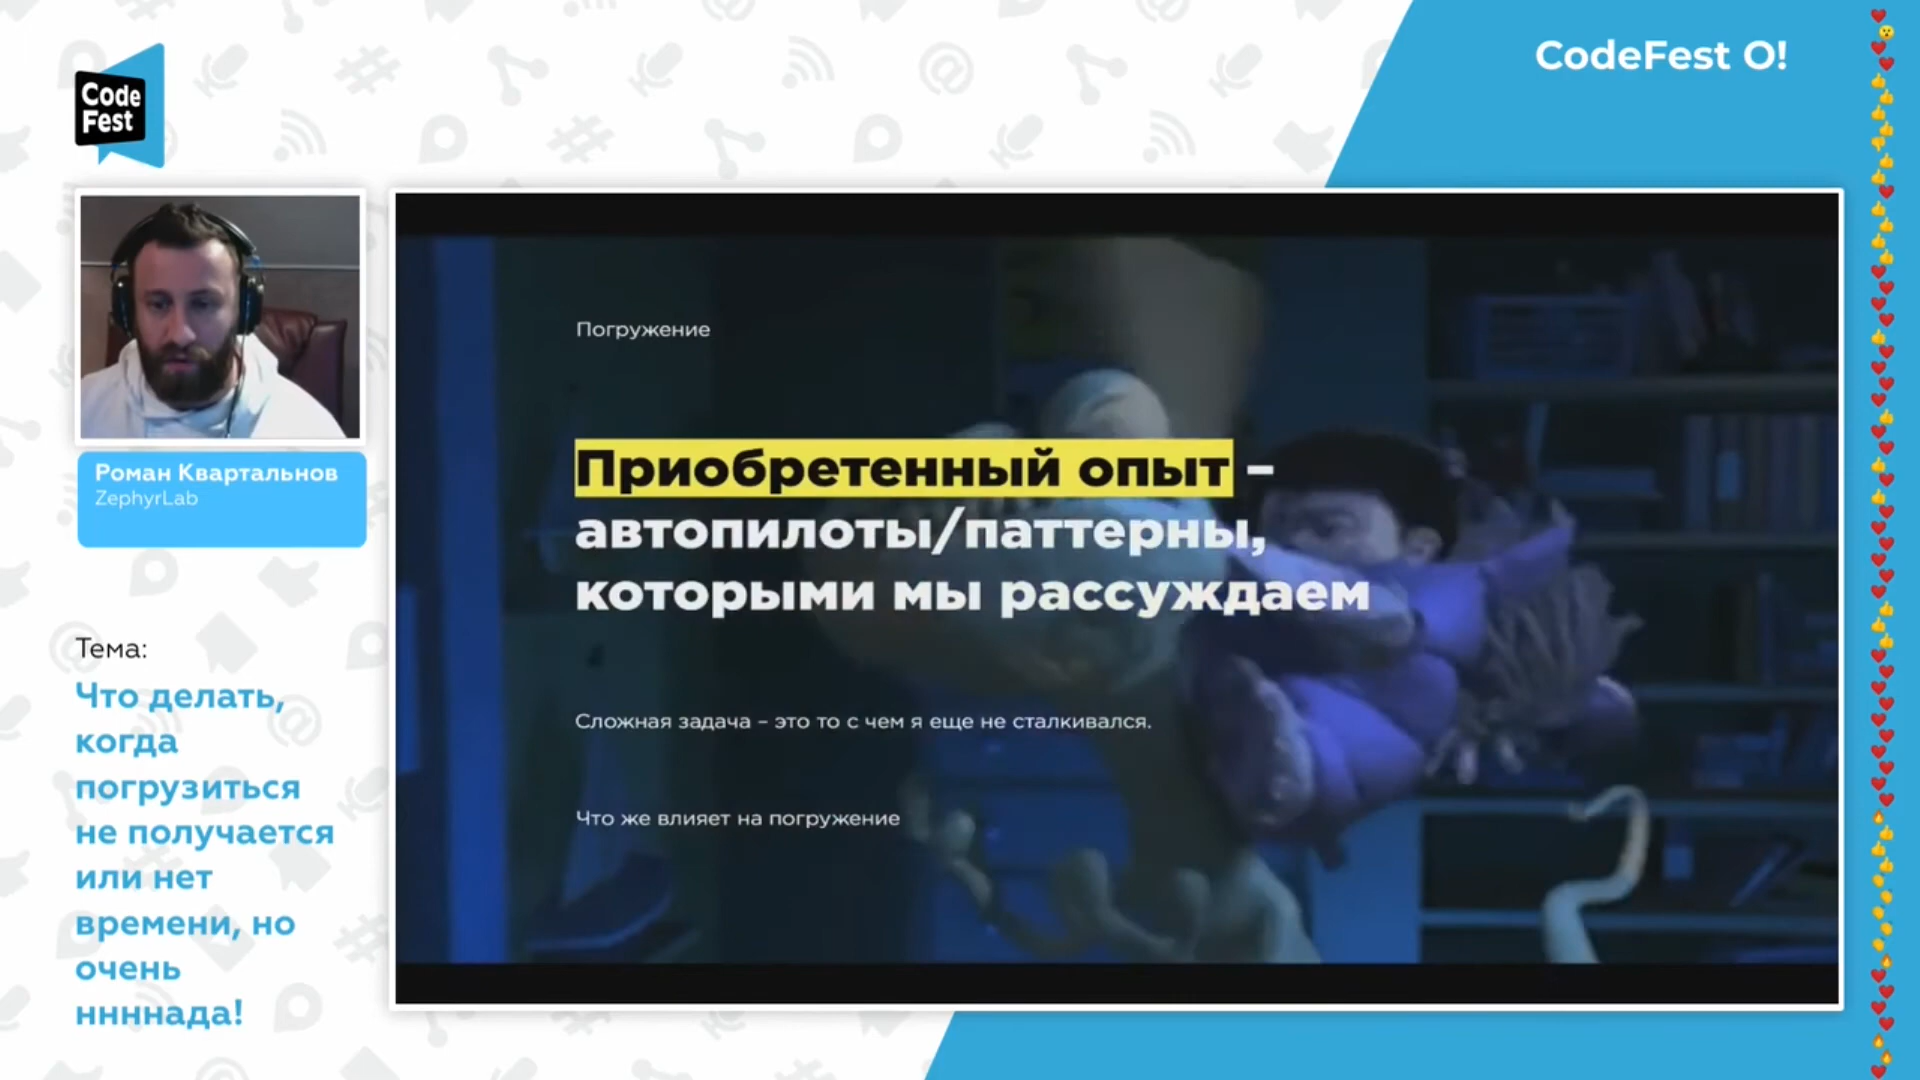 Code
Fest
CodeFest O!
Роман Квартальнов
ZephyrLab
Тема:
Что делать,
когда
погрузиться
не получается
или нет
времени, но
очень
ннннада!
Погружение
Приобретенный опыт –
автопилоты/паттерны,
которыми мы рассуждаем
Сложная задача – это то с чем я еще не сталкивался.
Что же влияет на погружение